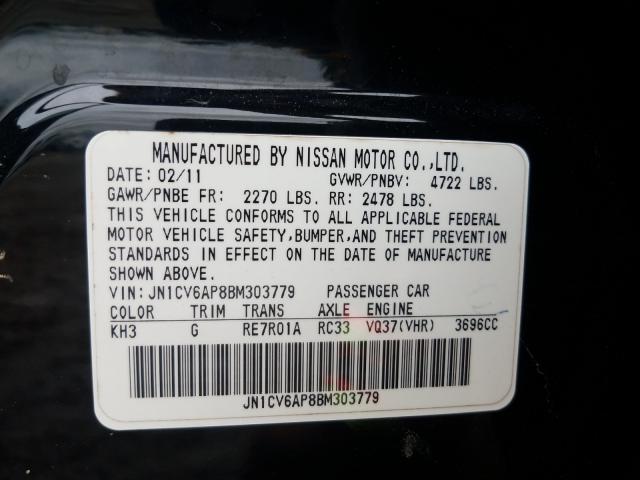 MANUFACTURED BY NISSAN MOTOR CO.,LTD.
DATE: 02/11 GVWR/PNBV: 4722 LBS.
GAWR/PNBE FR: 2270 LBS. RR: 2478 LBS.
THIS VEHICLE CONFORMS TO ALL APPLICABLE FEDERAL
MOTOR VEHICLE SAFETY,BUMPER,AND THEFT PREVENTION
STANDARDS IN EFFECT ON THE DATE OF MANUFACTURE
SHOWN ABOVE.
VIN: JN1CV6AP8BM303779 PASSENGER CAR
COLOR TRIM TRANS AXLE ENGINE
KH3 G RE7R01A RC33 VQ37(VHR) 3696CC
JN1CV6AP8BM303779